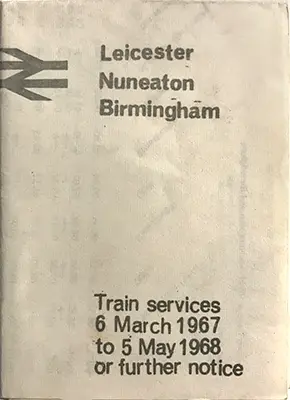 Leicester
Nuneaton
Birmingham
Train services
6 March 1967
to 5 May 1968
or further notice